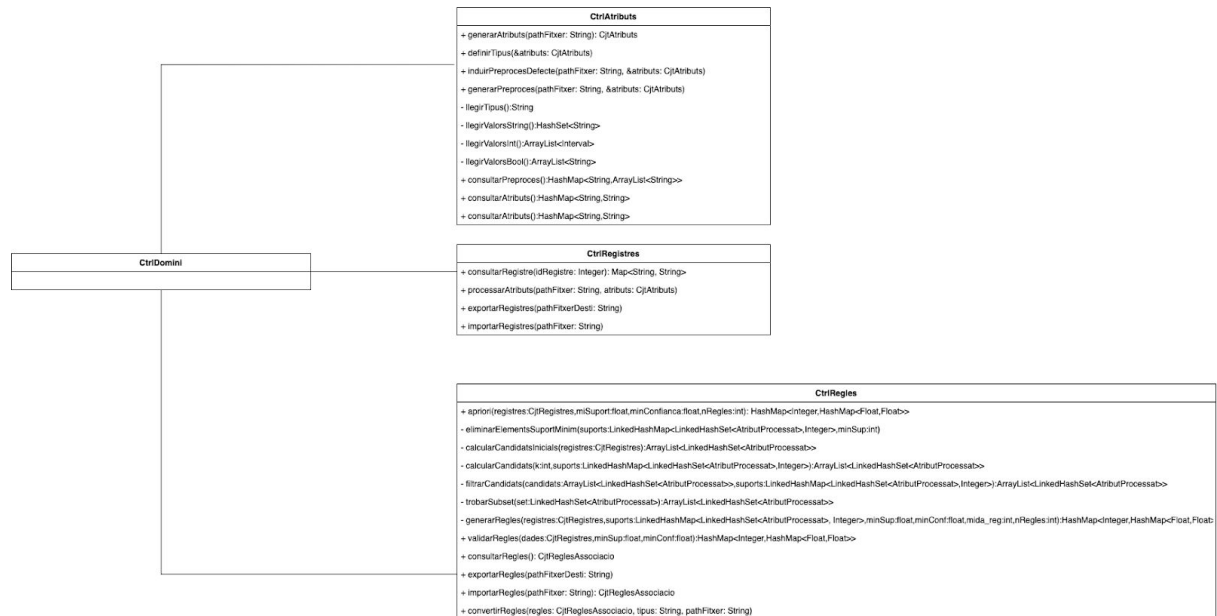 CtrlAtributs
+ generarAtributs(pathFitxer: String): CjtAtributs
+ definirTipus(&atributs: CjtAtributs)
+ induirPreprocesDefecte(pathFitxer: String, &atributs: CjtAtributs)
+ generarPreproces(pathFitxer: String, &atributs: CjtAtributs)
- llegirTipus():String
- llegirValorsString():HashSet<String>
- llegirValorsInt():ArrayList<Interval>
- llegirValorsBool():ArrayList<String>
+ consultarPreproces():HashMap<String,ArrayList<String>>
+ consultarAtributs():HashMap<String,String>
+ consultarAtributs():HashMap<String,String>
CtrlDomini
CtrlRegistres
+ consultarRegistre(idRegistre: Integer): Map<String, String>
+ processarAtributs(pathFitxer: String, atributs: CjtAtributs)
+ exportarRegistres(pathFitxerDesti: String)
+ importarRegistres(pathFitxer: String)
CtrlRegles
+ apriori(registres:CjtRegistres,miSuport:float,minConfianca:float,nRegles:int): HashMap<Integer,HashMap<Float,Float>>
- eliminarElementsSuportMinim(suports:LinkedHashMap<LinkedHashSet<AtributProcessat>,Integer>,minSup:int)
- calcularCandidatsInicials(registres:CjtRegistres):ArrayList<LinkedHashSet<AtributProcessat>>
- calcularCandidats(k:int,suports:LinkedHashMap<LinkedHashSet<AtributProcessat>,Integer>):ArrayList<LinkedHashSet<AtributProcessat>>
- filtrarCandidats(candidats:ArrayList<LinkedHashSet<AtributProcessat>>,suports:LinkedHashMap<LinkedHashSet<AtributProcessat>,Integer>):ArrayList<LinkedHashSet<AtributProcessat>>
- trobarSubset(set:LinkedHashSet<AtributProcessat>):ArrayList<LinkedHashSet<AtributProcessat>>
- generarRegles(registres:CjtRegistres,suports:LinkedHashMap<LinkedHashSet<AtributProcessat>, Integer>,minSup:float,minConf:float,mida_reg:int,nRegles:int):HashMap<Integer,HashMap<Float,Float>
+ validarRegles(dades:CjtRegistres,minSup:float,minConf:float):HashMap<Integer,HashMap<Float,Float>>
+ consultarRegles(): CjtReglesAssociacio
+ exportarRegles(pathFitxerDesti: String)
+ importarRegles(pathFitxer: String): CjtReglesAssociacio
+ convertirRegles(regles: CjtReglesAssociacio, tipus: String, pathFitxer: String)